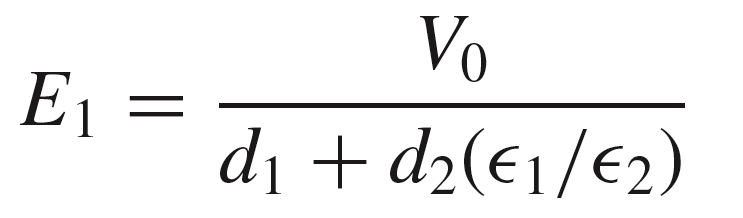 E₁ = V₀ / (d₁ + d₂(ϵ₁/ϵ₂))